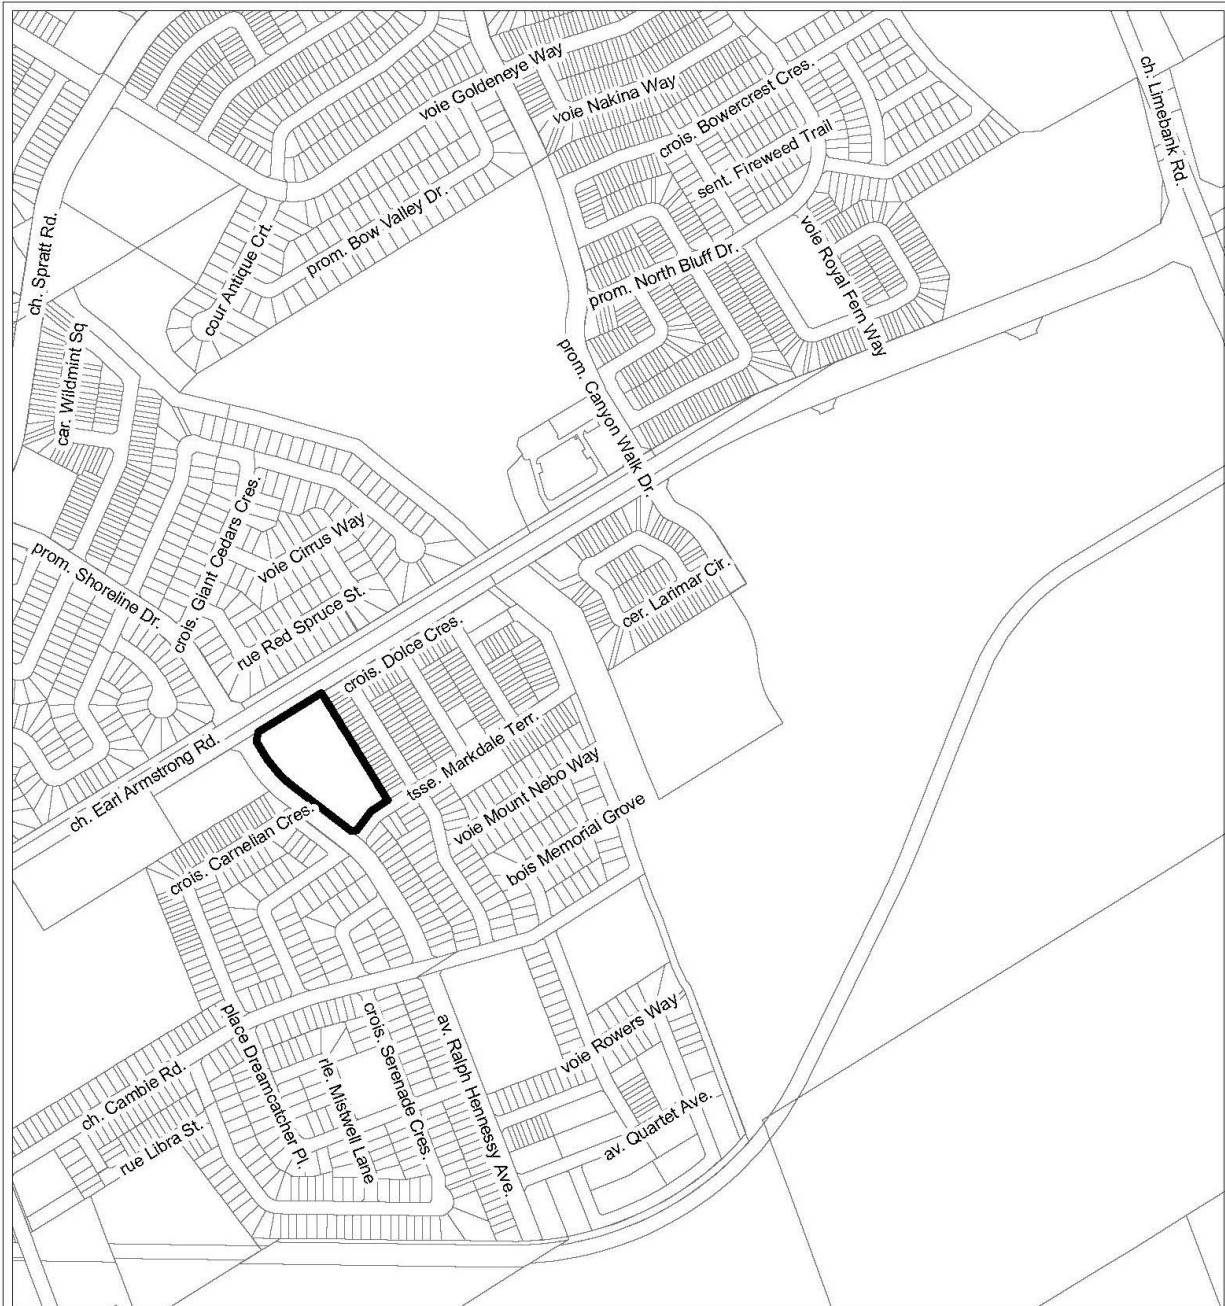 voie Goldeneye Way
voie Nakina Way
crois. Bowercrest Cres.
ch. Limebank Rd.
sent. Fireweed Trail
ch. Spratt Rd.
cour Antique Crt.
prom. Bow Valley Dr.
prom. North Bluff Dr.
voie Royal Fern Way
car. Wildmint Sq
prom. Canyon Walk Dr.
crois. Giant Cedars Cres.
voie Cirrus Way
prom. Shoreline Dr.
rue Red Spruce St.
cer. Larimar Cir.
crois. Dolce Cres.
ch. Earl Armstrong Rd.
tsse. Markdale Terr.
voie Mount Nebo Way
crois. Carnelian Cres.
bois Memorial Grove
place Dreamcatcher Pl.
crois. Serenade Cres.
av. Ralph Hennessy Ave.
voie Rowers Way
ch. Cambie Rd.
rle. Mistwell Lane
rue Libra St.
av. Quartet Ave.